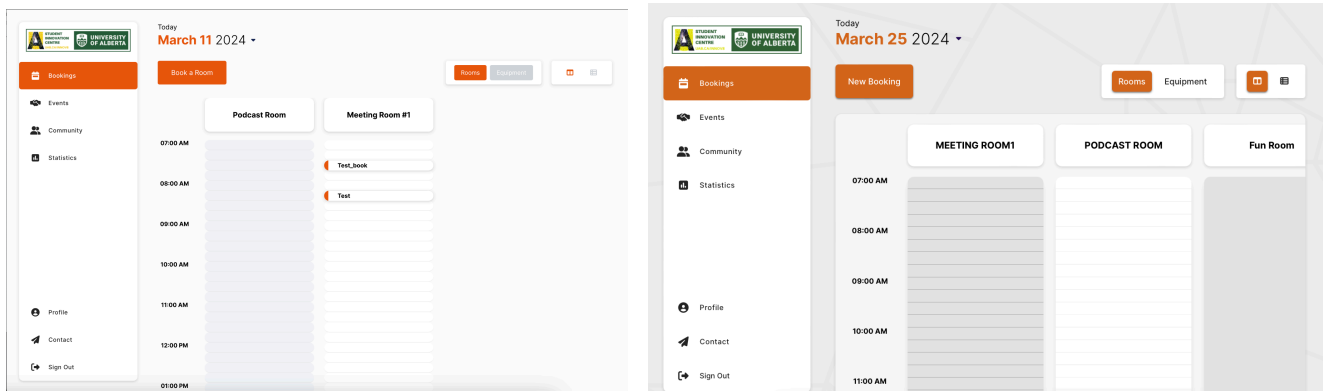 STUDENT
INNOVATION
CENTRE
UNIVERSITY
OF ALBERTA
Bookings
Events
Community
Statistics
Profile
Contact
Sign Out
Today
March 11 2024
Book a Room
Rooms
Equipment
Podcast Room
Meeting Room #1
07:00 AM
Test_book
08:00 AM
Test
09:00 AM
10:00 AM
11:00 AM
12:00 PM
01:00 PM
STUDENT
INNOVATION
CENTRE
UNIVERSITY
OF ALBERTA
Bookings
Events
Community
Statistics
Profile
Contact
Sign Out
Today
March 25 2024
New Booking
Rooms
Equipment
MEETING ROOM1
PODCAST ROOM
Fun Room
07:00 AM
08:00 AM
09:00 AM
10:00 AM
11:00 AM